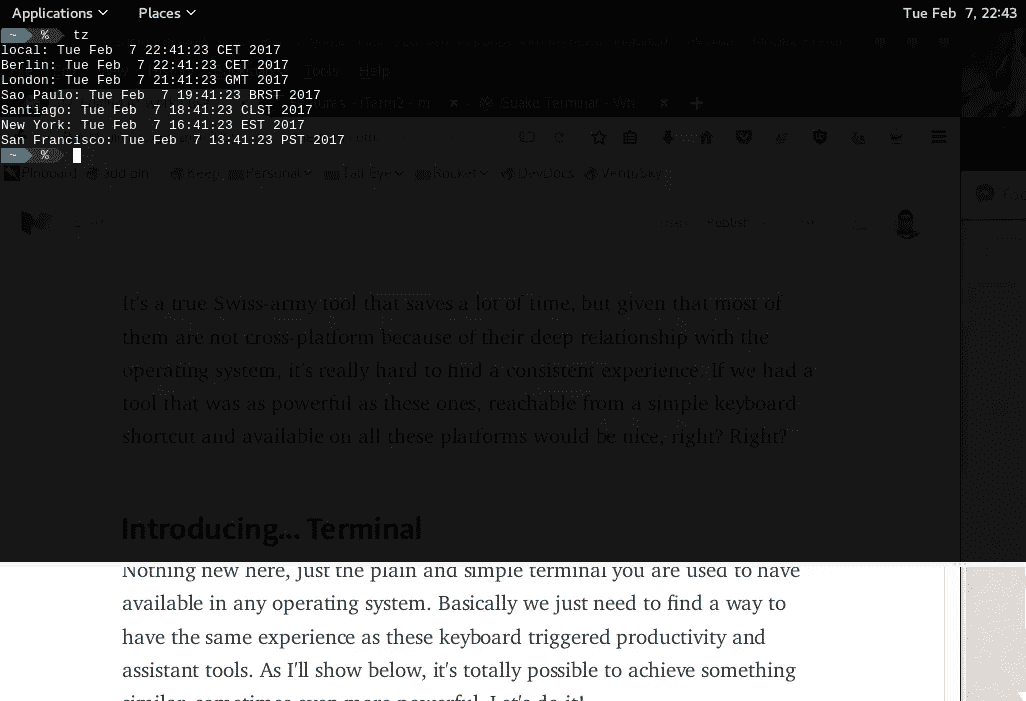 Applications Places Tue Feb 7, 22:43
~ % tz
local: Tue Feb  7 22:41:23 CET 2017
Berlin: Tue Feb  7 22:41:23 CET 2017
London: Tue Feb  7 21:41:23 GMT 2017
Sao Paulo: Tue Feb  7 19:41:23 BRST 2017
Santiago: Tue Feb  7 18:41:23 CLST 2017
New York: Tue Feb  7 16:41:23 EST 2017
San Francisco: Tue Feb  7 13:41:23 PST 2017
~ %
Tools Help
Guake Terminal
Pinboard Keep Personal Rocket DevDocs VentuSky
Publish
It's a true Swiss-army tool that saves a lot of time, but given that most of
them are not cross-platform because of their deep relationship with the
operating system, it's really hard to find a consistent experience. If we had a
tool that was as powerful as these ones, reachable from a simple keyboard
shortcut and available on all these platforms would be nice, right? Right?
Introducing... Terminal
Nothing new here, just the plain and simple terminal you are used to have
available in any operating system. Basically we just need to find a way to
have the same experience as these keyboard triggered productivity and
assistant tools. As I'll show below, it's totally possible to achieve something
similar, sometimes even more powerful. Let's do it!